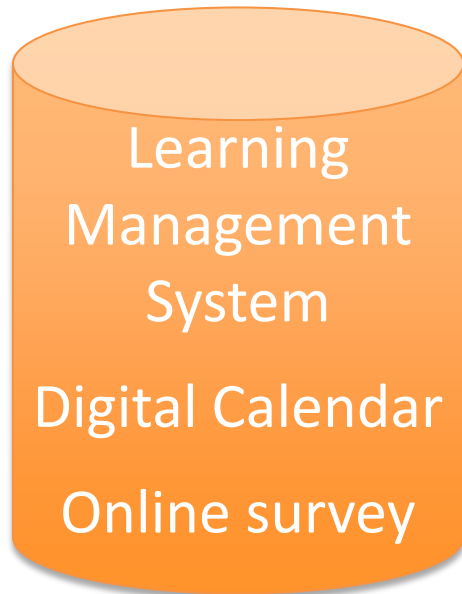 Learning
Management
System
Digital Calendar
Online survey